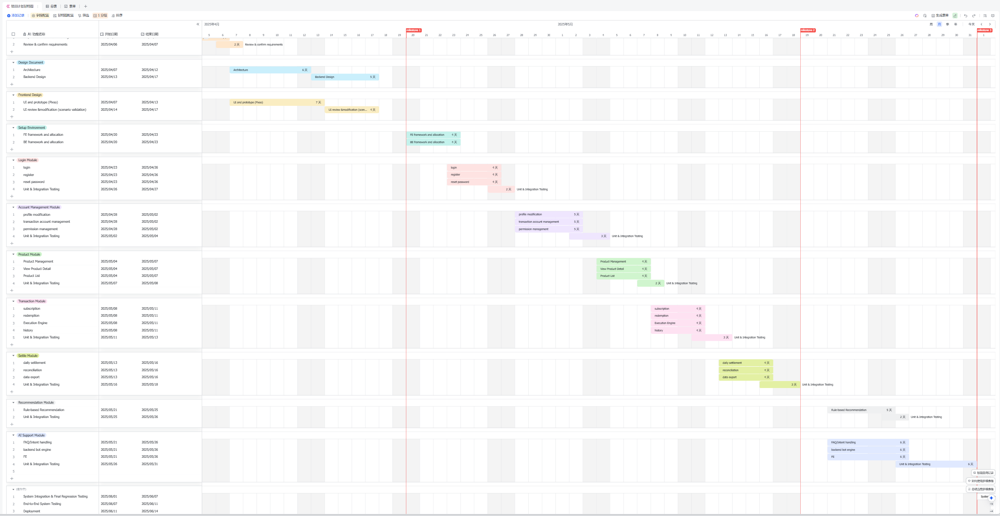 项目计划甘特图 总表 表单
添加记录 字段配置 甘特图配置 筛选 1 分组 排序 生成表单
2025年4月 2025年5月 周 月 季 年 今天
milestone 1 milestone 2 milestone 3
功能名称 开始日期 结束日期
5 6 7 8 9 10 11 12 13 14 15 16 17 18 19 20 21 22 23 24 25 26 27 28 29 30 1 2 3 4 5 6 7 8 9 10 11 12 13 14 15 16 17 18 19 20 21 22 23 24 25 26 27 28 29 30 31 1
2 Review & confirm requirements 2025/04/06 2025/04/07 2 天 Review & confirm requirements
Design Document
1 Architecture 2025/04/07 2025/04/12 Architecture 6 天
2 Backend Design 2025/04/13 2025/04/17 Backend Design 5 天
Frontend Design
1 UI and prototype (Pixso) 2025/04/07 2025/04/13 UI and prototype (Pixso) 7 天
2 UI review &modification (scenario validation) 2025/04/14 2025/04/17 UI review &modification (scen... 4 天
Setup Environment
1 FE framework and allocation 2025/04/20 2025/04/23 FE framework and allocation 4 天
2 BE framework and allocation 2025/04/20 2025/04/23 BE framework and allocation 4 天
Login Module
1 login 2025/04/23 2025/04/26 login 4 天
2 register 2025/04/23 2025/04/26 register 4 天
3 reset password 2025/04/23 2025/04/26 reset password 4 天
4 Unit & Integration Testing 2025/04/26 2025/04/27 2 天 Unit & Integration Testing
Account Management Module
1 profile modification 2025/04/28 2025/05/02 profile modification 5 天
2 transaction account management 2025/04/28 2025/05/02 transaction account management 5 天
3 permission management 2025/04/28 2025/05/02 permission management 5 天
4 Unit & Integration Testing 2025/05/02 2025/05/04 3 天 Unit & Integration Testing
Product Module
1 Product Management 2025/05/04 2025/05/07 Product Management 4 天
2 View Product Detail 2025/05/04 2025/05/07 View Product Detail 4 天
3 Product List 2025/05/04 2025/05/07 Product List 4 天
4 Unit & Integration Testing 2025/05/07 2025/05/08 2 天 Unit & Integration Testing
Transaction Module
1 subscription 2025/05/08 2025/05/11 subscription 4 天
2 redemption 2025/05/08 2025/05/11 redemption 4 天
3 Execution Engine 2025/05/08 2025/05/11 Execution Engine 4 天
4 history 2025/05/08 2025/05/11 history 4 天
5 Unit & Integration Testing 2025/05/11 2025/05/13 3 天 Unit & Integration Testing
Settle Module
1 daily settlement 2025/05/13 2025/05/16 daily settlement 4 天
2 reconciliation 2025/05/13 2025/05/16 reconciliation 4 天
3 data export 2025/05/13 2025/05/16 data export 4 天
4 Unit & Integration Testing 2025/05/16 2025/05/18 3 天 Unit & Integration Testing
Recommendation Module
1 Rule-based Recommendation 2025/05/21 2025/05/25 Rule-based Recommendation 5 天
2 Unit & Integration Testing 2025/05/25 2025/05/26 2 天 Unit & Integration Testing
AI Support Module
1 FAQ/Intent handling 2025/05/21 2025/05/26 FAQ/Intent handling 6 天
2 backend bot engine 2025/05/21 2025/05/26 backend bot engine 6 天
3 FE 2025/05/21 2025/05/26 FE 6 天
4 Unit & Integration Testing 2025/05/26 2025/05/31 Unit & Integration Testing 6 天
5
智能查询记录
如何使用多维表格
(值为空) 总结当前多维表格
1 System Integration & Final Regression Testing 2025/06/01 2025/06/07 System
2 End-to-End System Testing 2025/06/07 2025/06/11
3 Deployment 2025/06/11 2025/06/14